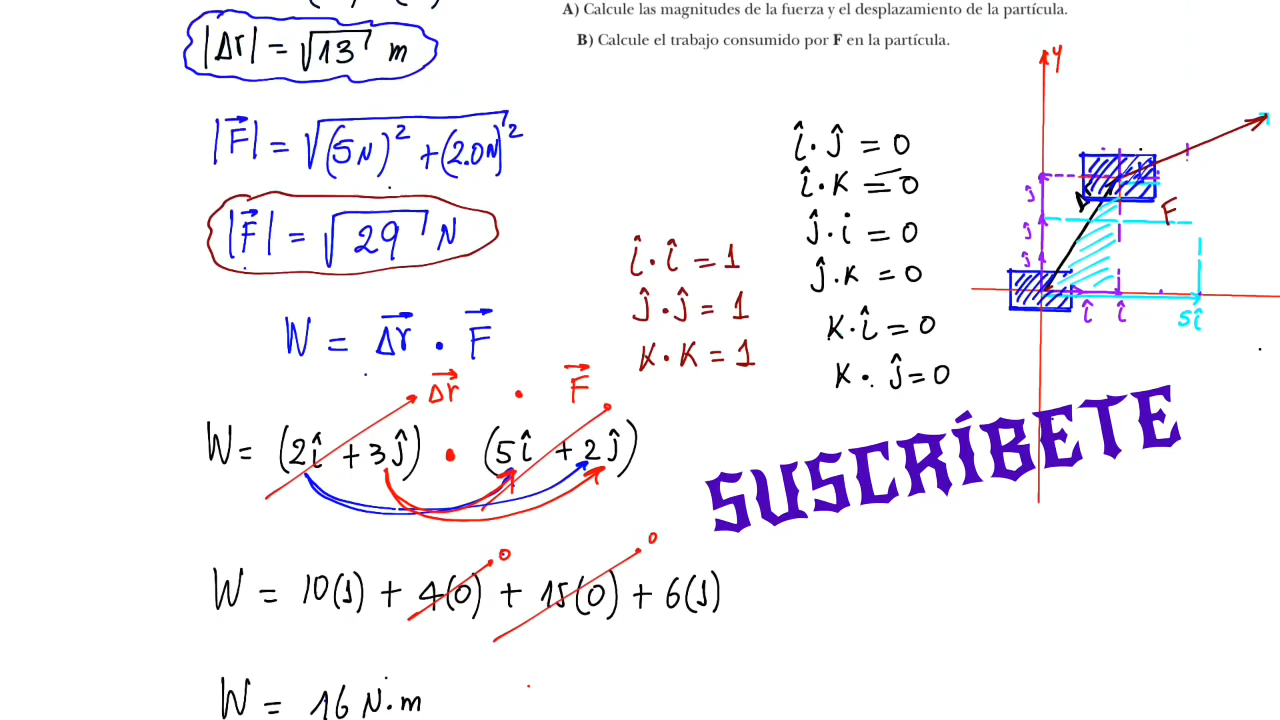 A) Calcule las magnitudes de la fuerza y el desplazamiento de la partícula.
B) Calcule el trabajo consumido por F en la partícula.
|Δr| = √13 m
|F⃗| = √(5N)² + (2.0N)²
|F⃗| = √29 N
W = Δr⃗ · F⃗
Δr⃗ · F⃗
W = (2î + 3ĵ) · (5î + 2ĵ)
0 0
W = 10(1) + 4(0) + 15(0) + 6(1)
W = 16 N·m
î · î = 1
ĵ · ĵ = 1
K · K = 1
î · ĵ = 0
î · K = 0
ĵ · i = 0
ĵ · K = 0
K · î = 0
K · ĵ = 0
y
F
ĵ
ĵ
ĵ
î î 5î
SUSCRÍBETE